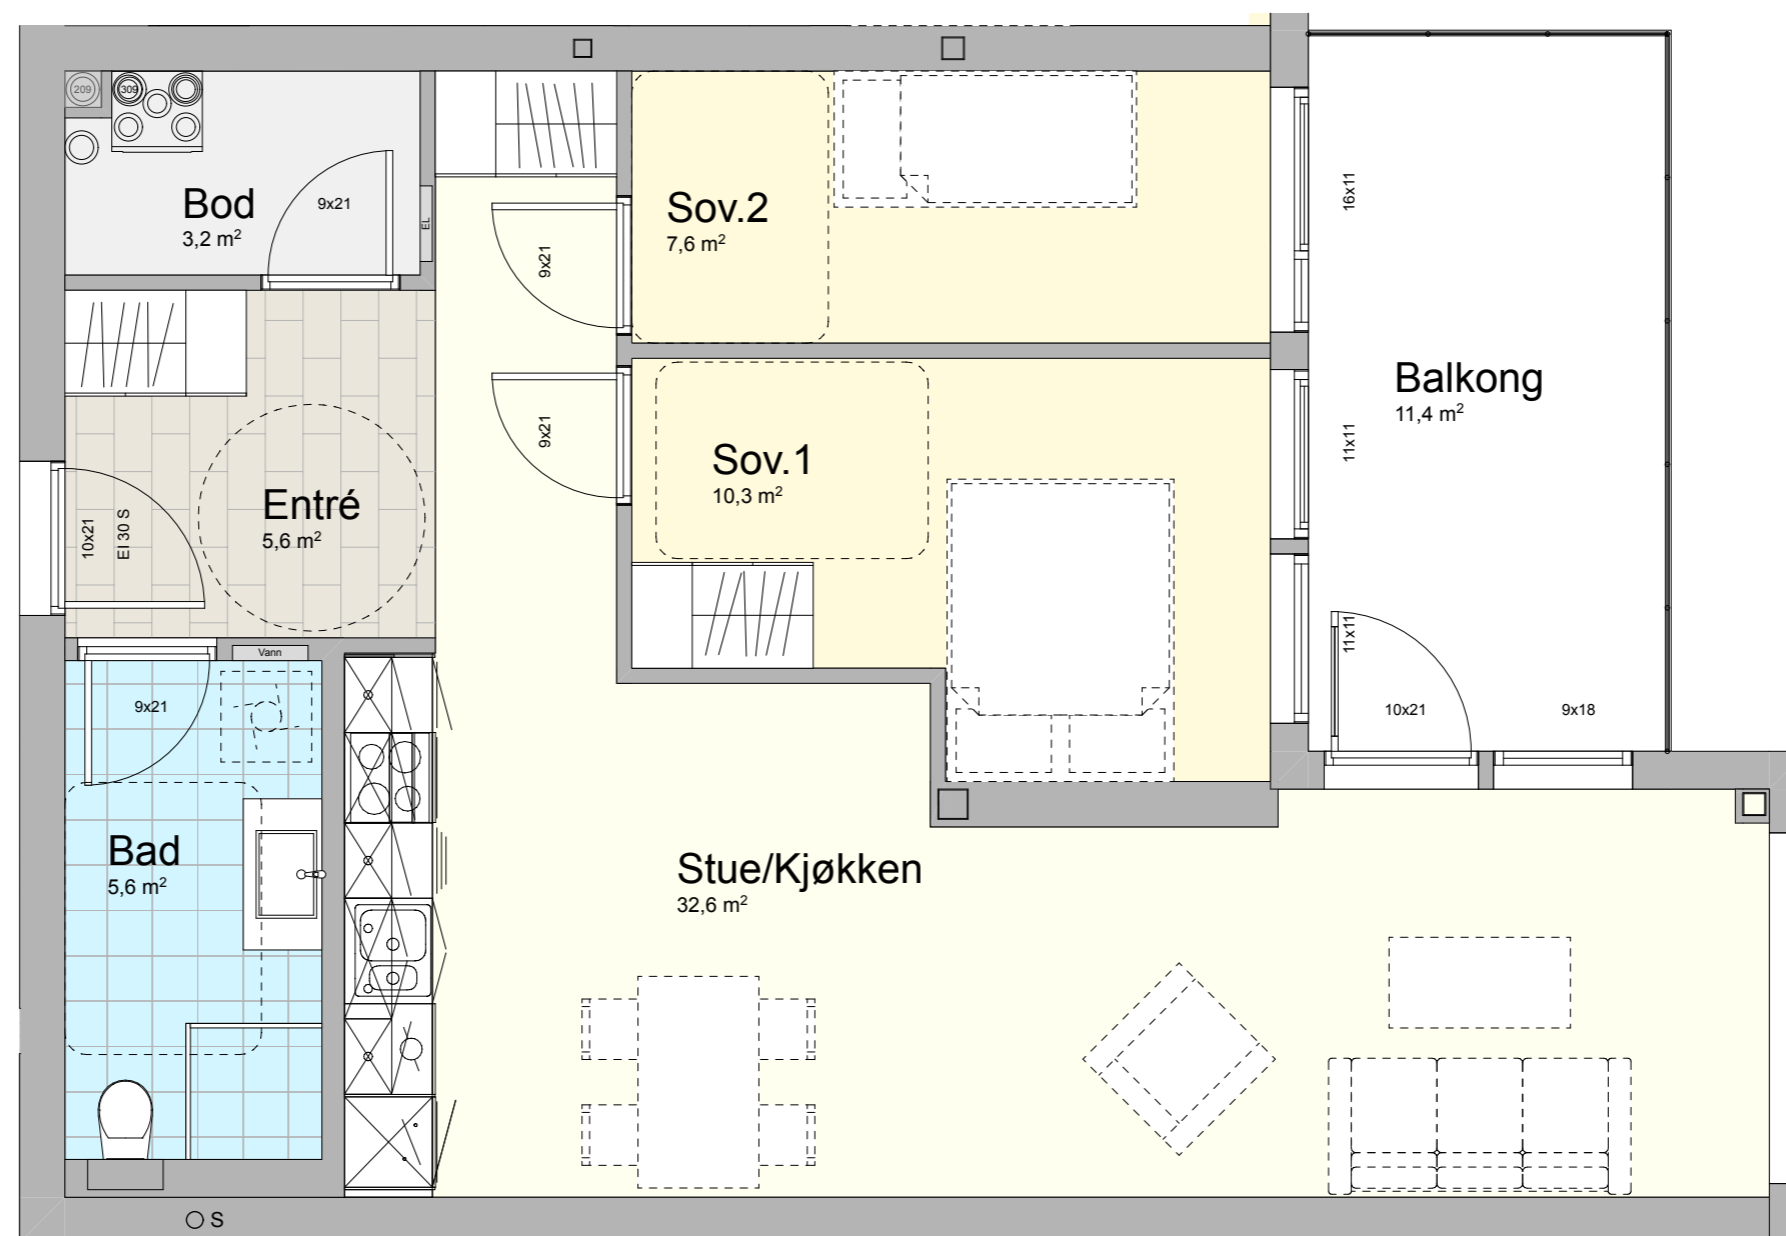 209
309
Bod
3,2 m²
9x21
EL
9x21
Sov.2
7,6 m²
16x11
Balkong
11,4 m²
9x21
Sov.1
10,3 m²
11x11
Entré
5,6 m²
10x21
EI 30 S
11x11
Vann
9x21
10x21
9x18
Bad
5,6 m²
Stue/Kjøkken
32,6 m²
S